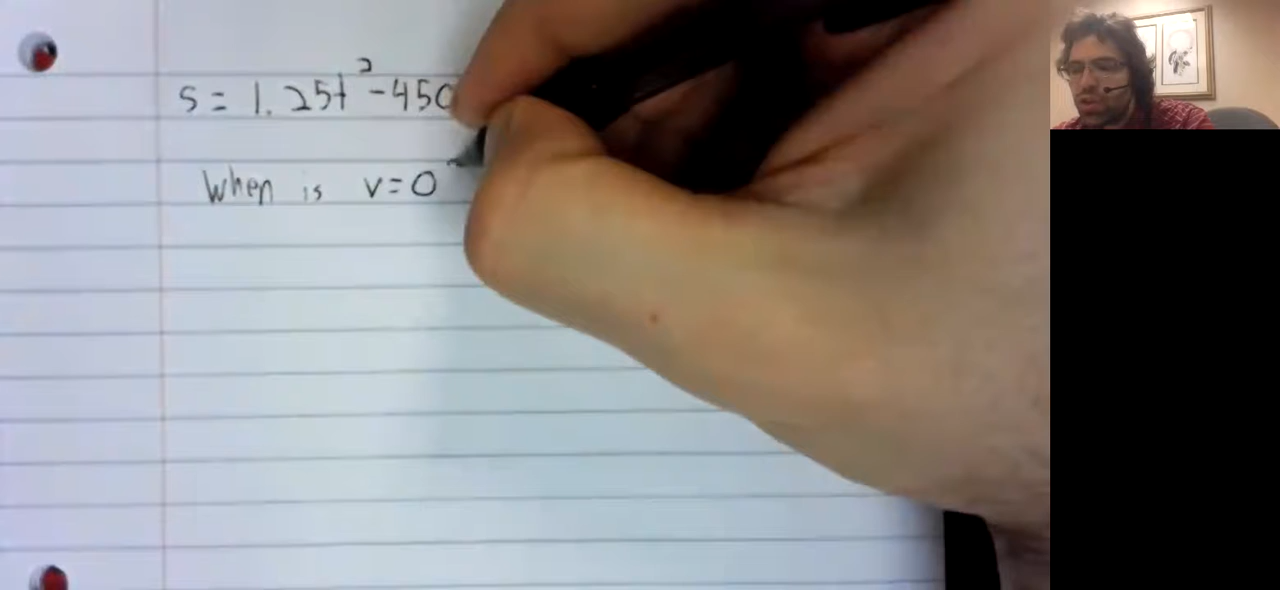 s = 1.25t² - 450
When is v=0